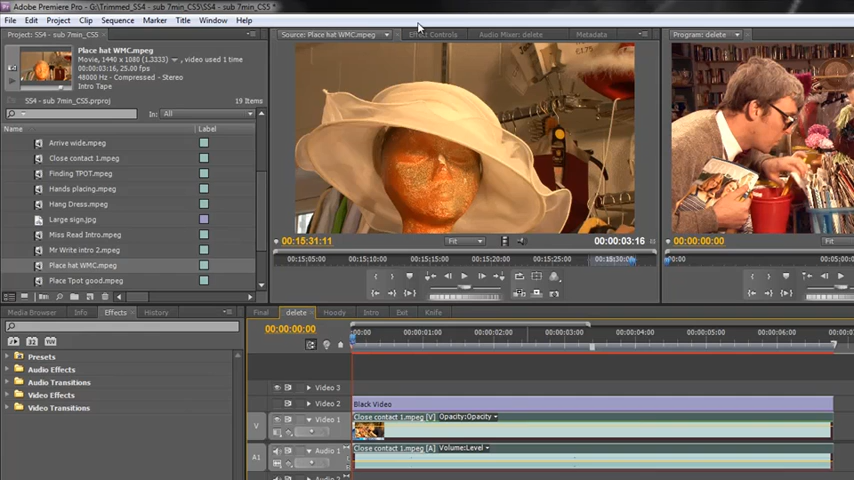 Adobe Premiere Pro - G:\Trimmed_SS4\SS4 - sub 7min_CS5\SS4 - sub 7min_CS5 *
File Edit Project Clip Sequence Marker Title Window Help
Project: SS4 - sub 7min_CS5
Place hat WMC.mpeg
Movie, 1440 x 1080 (1.3333) , video used 1 time
00:00:03:16, 25.00 fps
48000 Hz - Compressed - Stereo
Intro Tape
SS4 - sub 7min_CS5.prproj 19 Items
In: All
Name Label
Arrive wide.mpeg
Close contact 1.mpeg
Finding TPOT.mpeg
Hands placing.mpeg
Hang Dress.mpeg
Large sign.jpg
Miss Read Intro.mpeg
Mr Write intro 2.mpeg
Place hat WMC.mpeg
Place Tpot good.mpeg
Source: Place hat WMC.mpeg Effect Controls Audio Mixer: delete Metadata
00:15:31:11 Fit 00:00:03:16
00:15:05:00 00:15:10:00 00:15:15:00 00:15:20:00 00:15:25:00 00:15:30:00
Program: delete
00:00:00:00 Fit
00:00 00:05:00
Media Browser Info Effects History
Presets
Audio Effects
Audio Transitions
Video Effects
Video Transitions
Final delete Hoody Intro Exit Knife
00:00:00:00
:00:00 00:00:01:00 00:00:02:00 00:00:03:00 00:00:04:00 00:00:05:00 00:00:06:00
Video 3
Video 2 Black Video
V Video 1 Close contact 1.mpeg [V] Opacity:Opacity
A1 Audio 1 Close contact 1.mpeg [A] Volume:Level